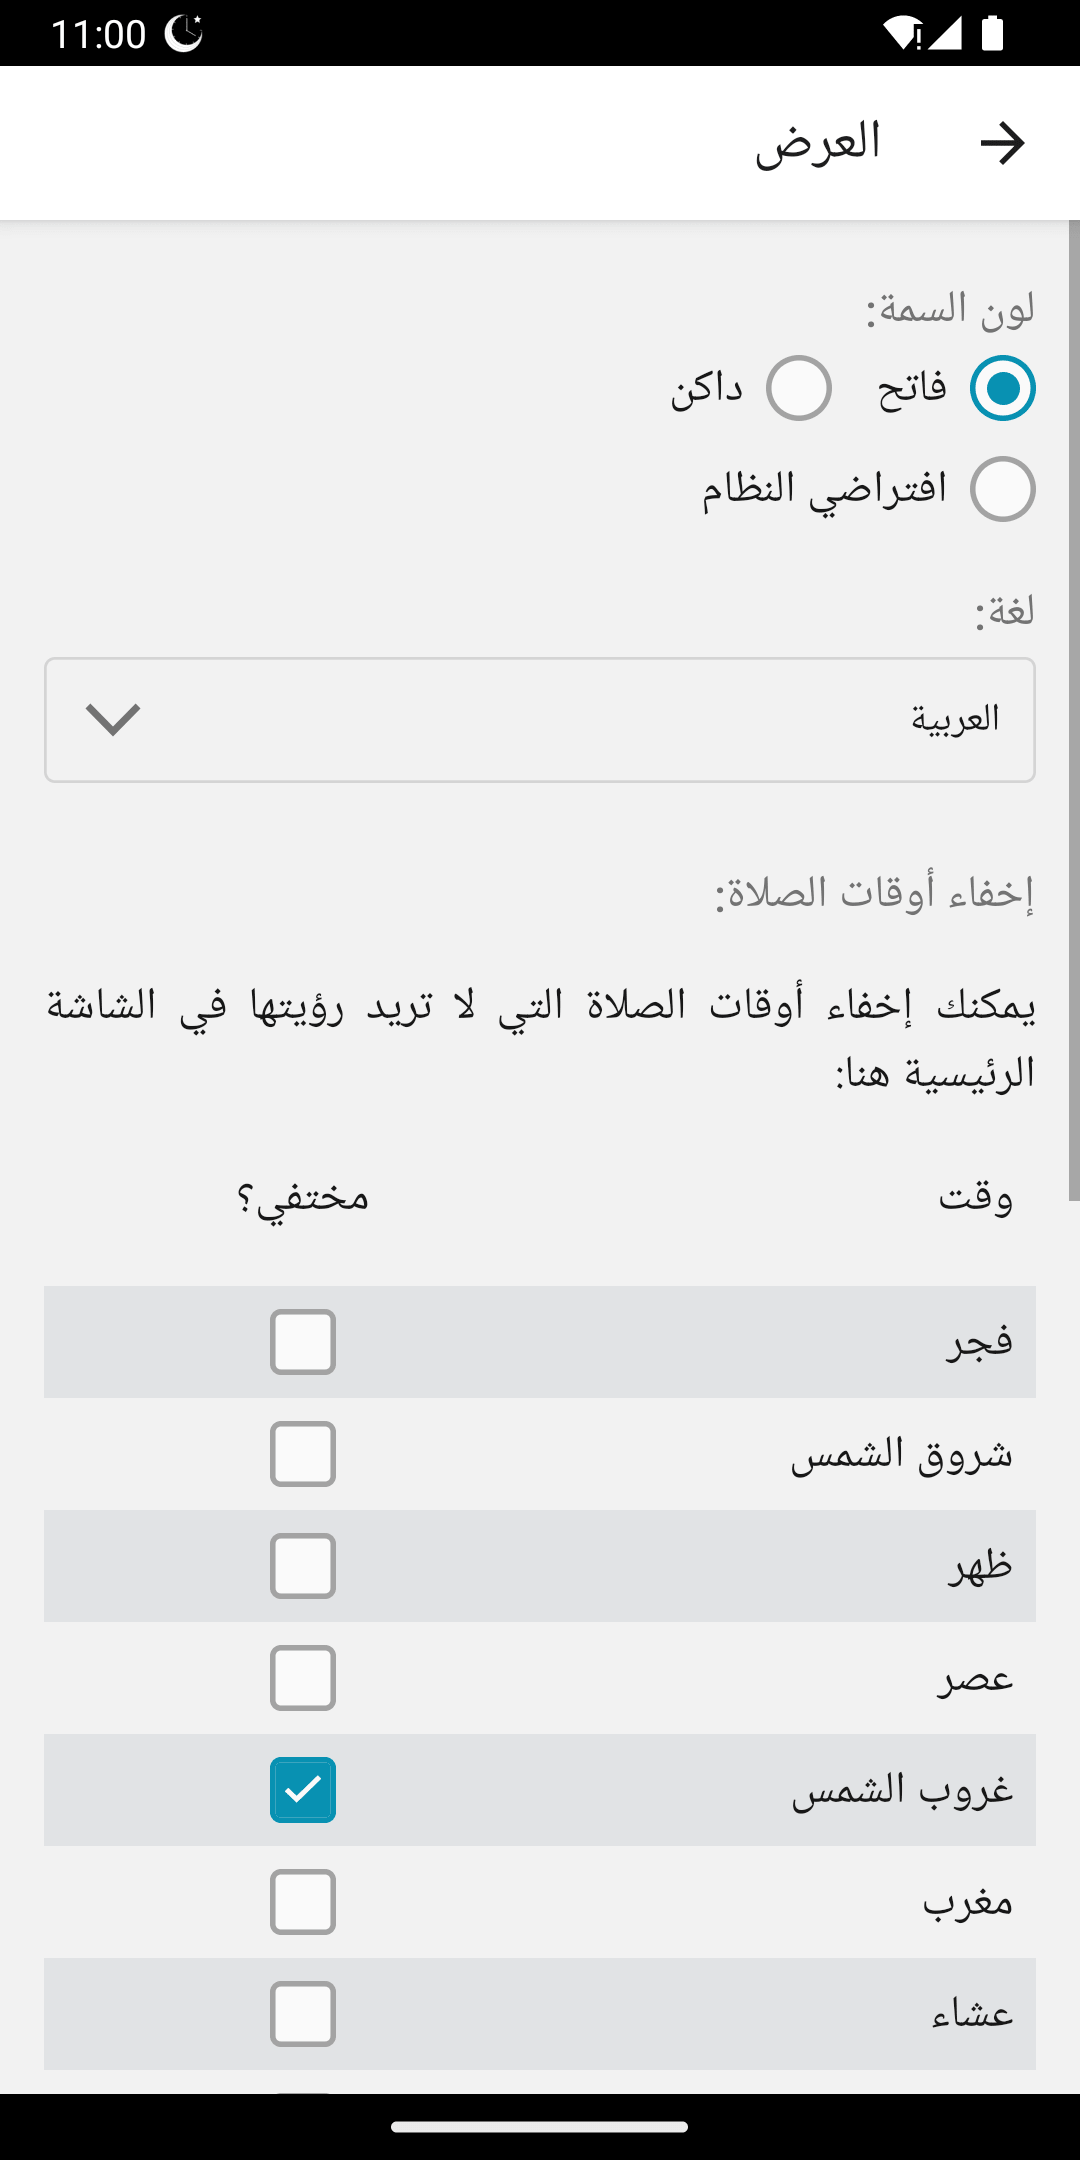 11:00
العرض
لون السمة:
فاتح داكن
افتراضي النظام
لغة:
العربية
إخفاء أوقات الصلاة:
يمكنك إخفاء أوقات الصلاة التي لا تريد رؤيتها في الشاشة
الرئيسية هنا:
وقت مختفي؟
فجر
شروق الشمس
ظهر
عصر
غروب الشمس
مغرب
عشاء